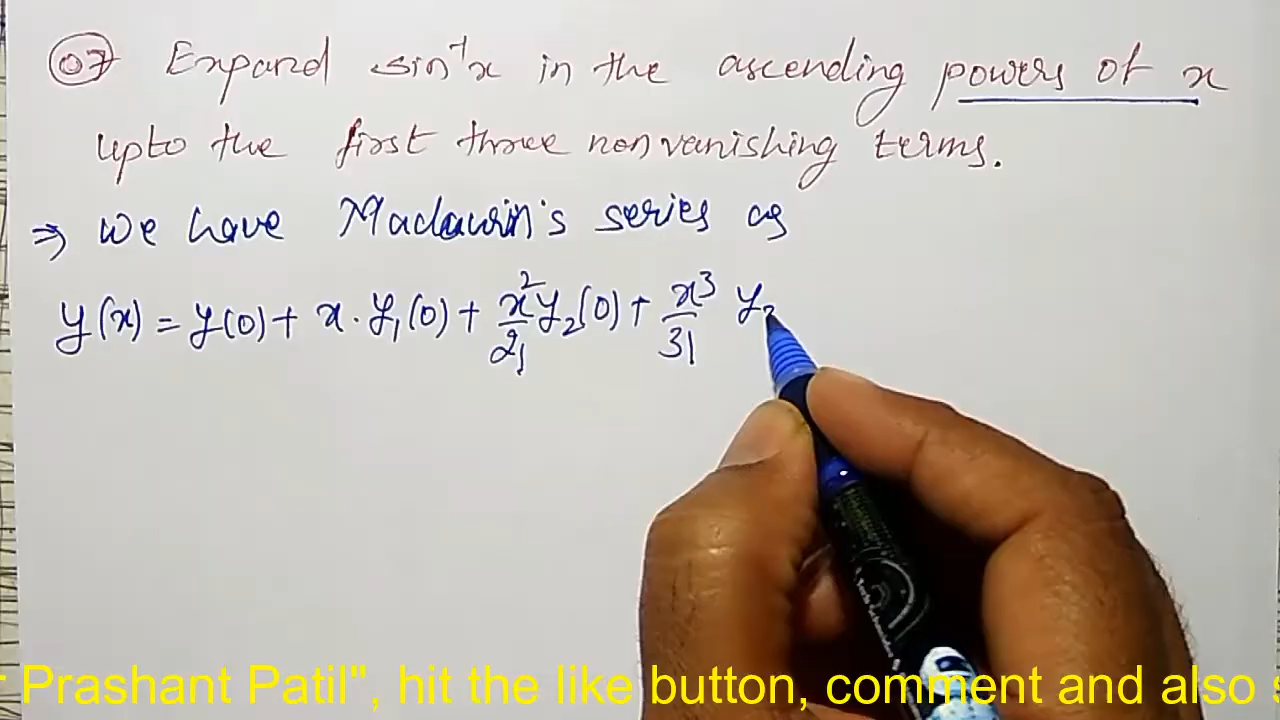 07 Expand sin⁻¹x in the ascending powers of x
upto the first three non vanishing terms.
⇒ we have Maclaurin's series as
y(x) = y(0) + x · y₁(0) + x²/2! y₂(0) + x³/3! y₃
r Prashant Patil", hit the like button, comment and also s